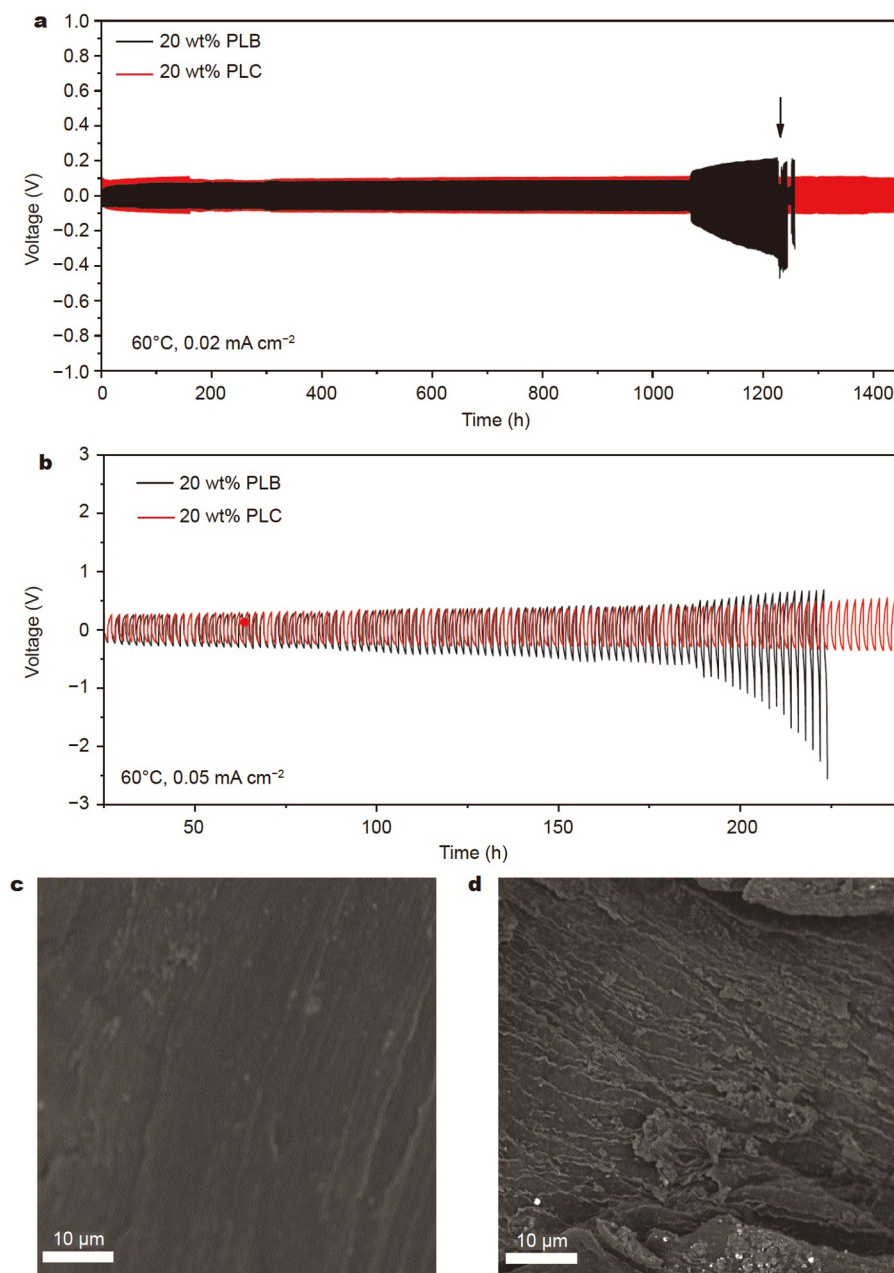 a
20 wt% PLB
20 wt% PLC
1.0
0.8
0.6
0.4
0.2
0.0
−0.2
−0.4
−0.6
−0.8
−1.0
Voltage (V)
60°C, 0.02 mA cm⁻²
0 200 400 600 800 1000 1200 1400
Time (h)
b
20 wt% PLB
20 wt% PLC
3
2
1
0
−1
−2
−3
Voltage (V)
60°C, 0.05 mA cm⁻²
50 100 150 200
Time (h)
c
10 μm
d
10 μm